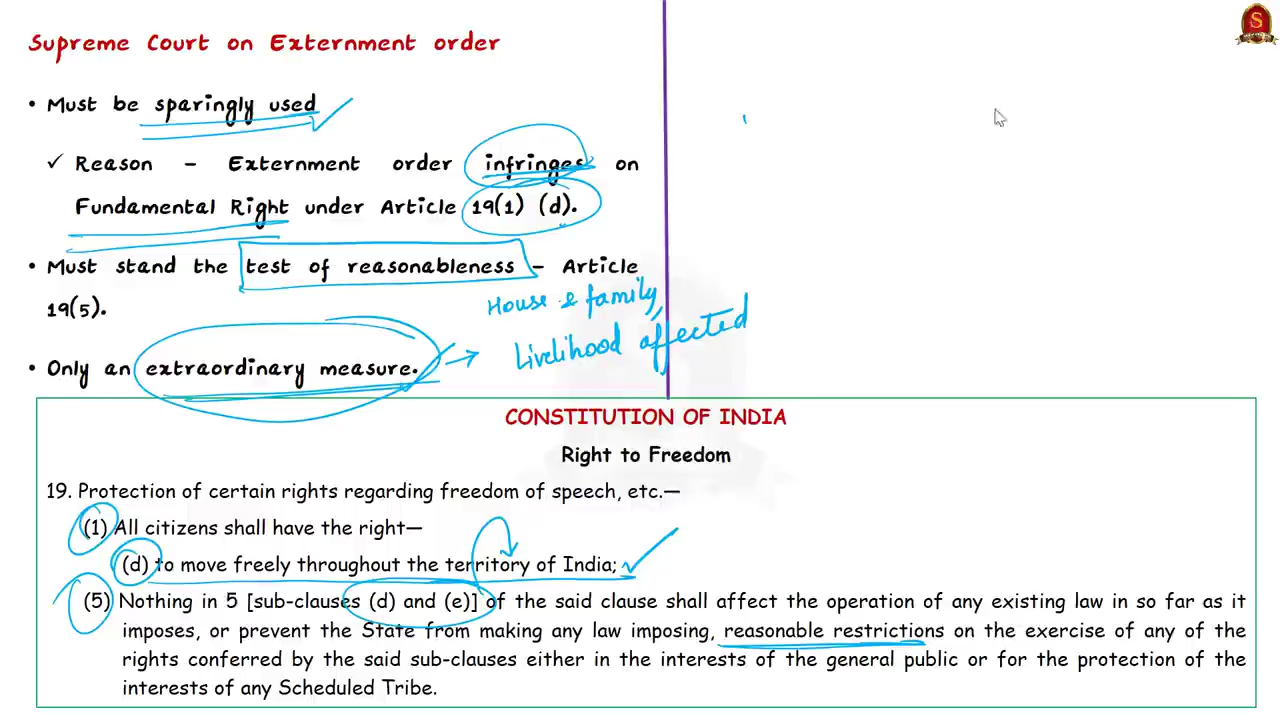 Supreme Court on Externment order
• Must be sparingly used
✓ Reason – Externment order infringes on
Fundamental Right under Article 19(1) (d).
• Must stand the test of reasonableness – Article
19(5).
House & family,
Livelihood affected
• Only an extraordinary measure.
CONSTITUTION OF INDIA
Right to Freedom
19. Protection of certain rights regarding freedom of speech, etc.—
(1) All citizens shall have the right—
(d) to move freely throughout the territory of India;
(5) Nothing in 5 [sub-clauses (d) and (e)] of the said clause shall affect the operation of any existing law in so far as it
imposes, or prevent the State from making any law imposing, reasonable restrictions on the exercise of any of the
rights conferred by the said sub-clauses either in the interests of the general public or for the protection of the
interests of any Scheduled Tribe.